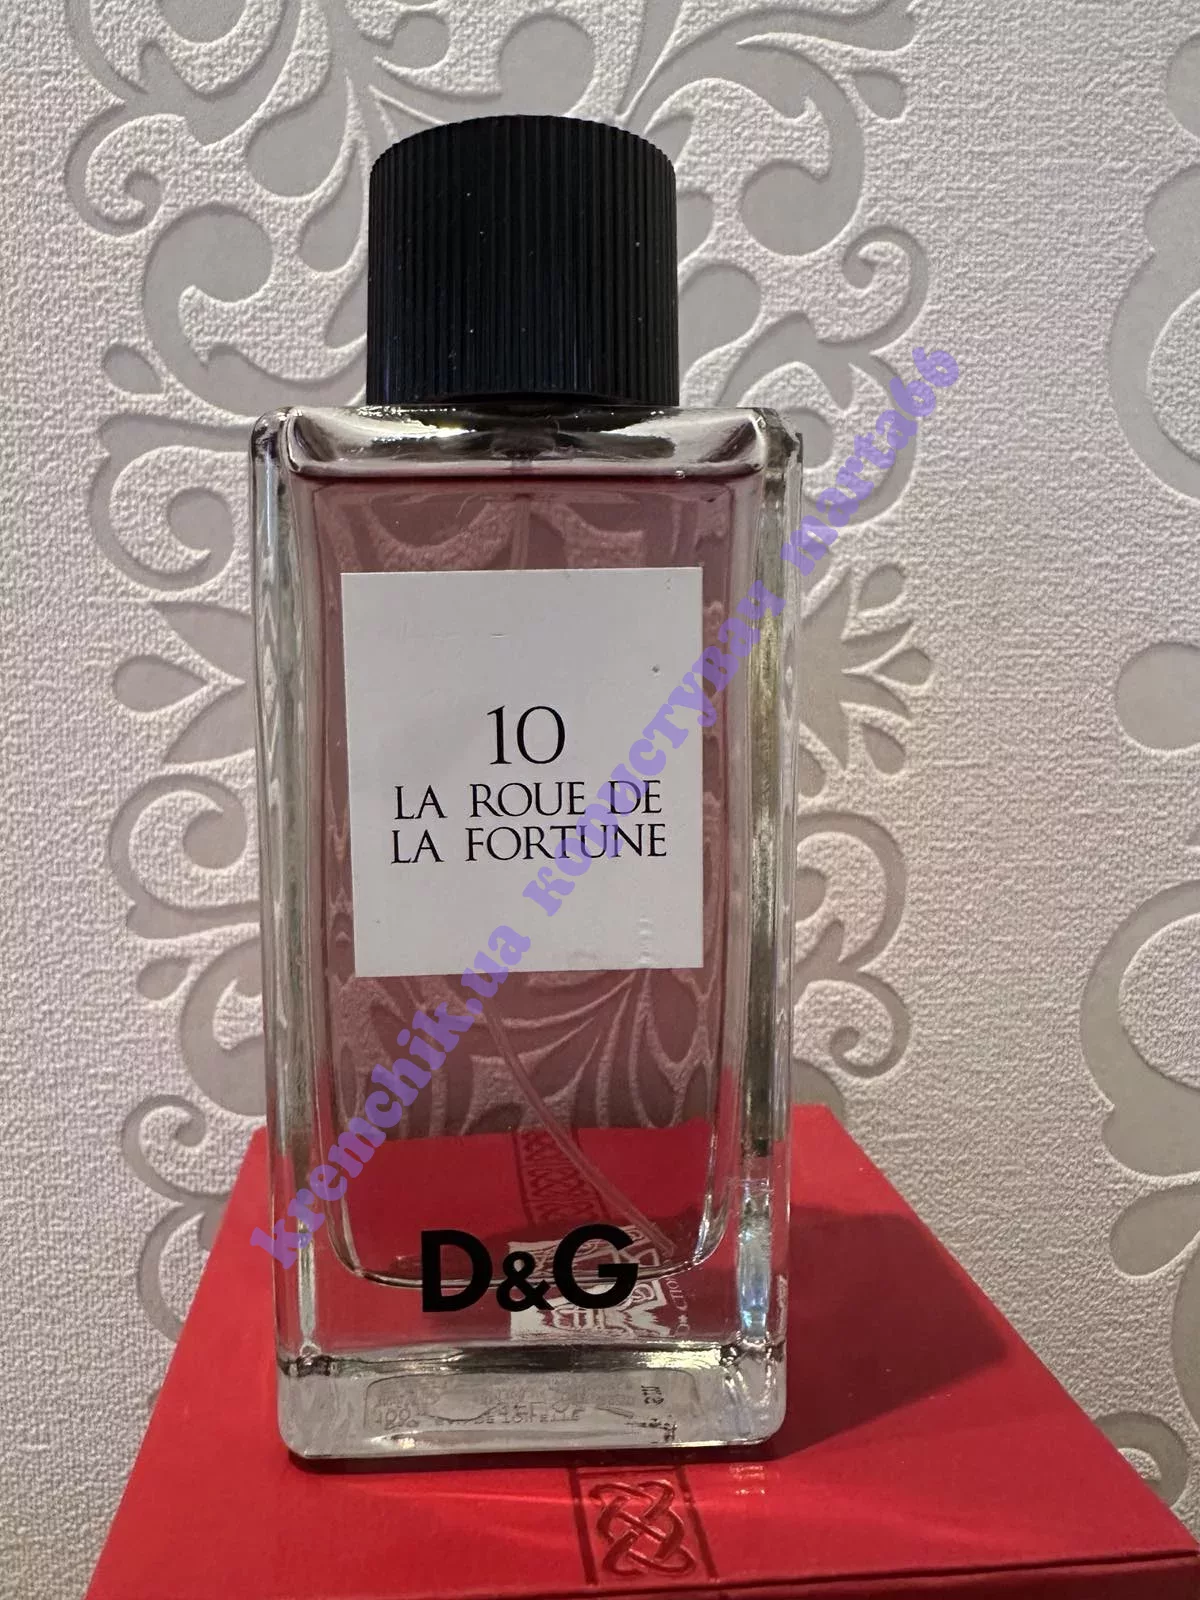 10
LA ROUE DE
LA FORTUNE
D&G
kremchik.ua користувач marta66